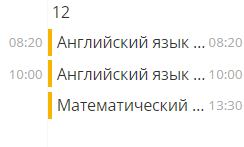 12
08:20 Английский язык ... 08:20
10:00 Английский язык ... 10:00
Математический ... 13:30